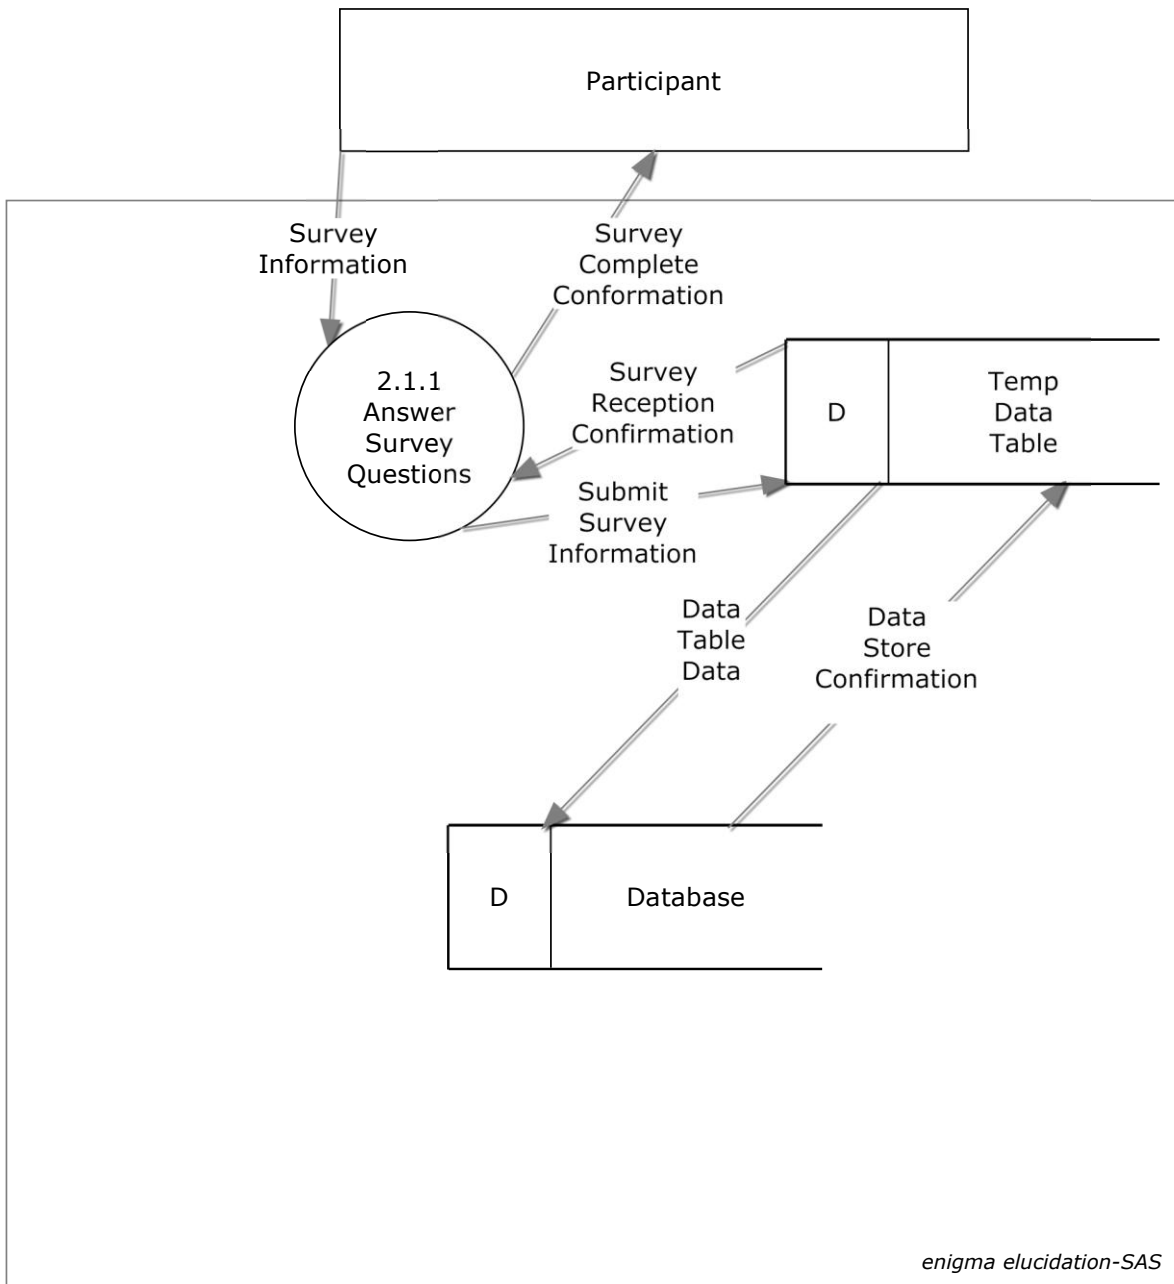 Participant
Survey
Information
Survey
Complete
Conformation
2.1.1
Answer
Survey
Questions
Survey
Reception
Confirmation
D
Temp
Data
Table
Submit
Survey
Information
Data
Table
Data
Data
Store
Confirmation
D
Database
enigma elucidation-SAS